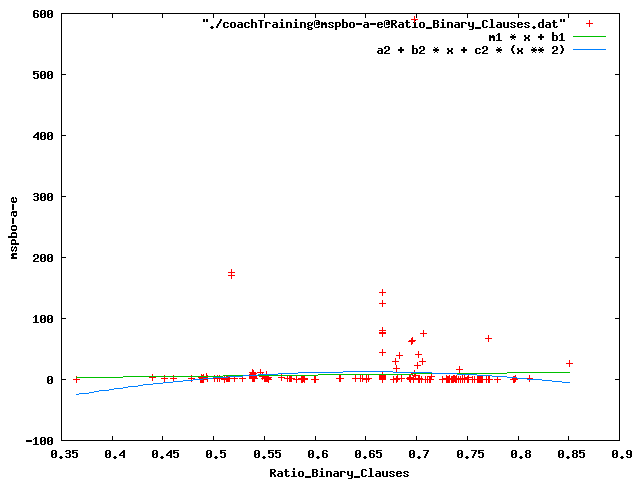 "./coachTraining@mspbo-a-e@Ratio_Binary_Clauses.dat"
m1 * x + b1
a2 + b2 * x + c2 * (x ** 2)
600
500
400
300
200
100
0
-100
mspbo-a-e
0.35 0.4 0.45 0.5 0.55 0.6 0.65 0.7 0.75 0.8 0.85 0.9
Ratio_Binary_Clauses